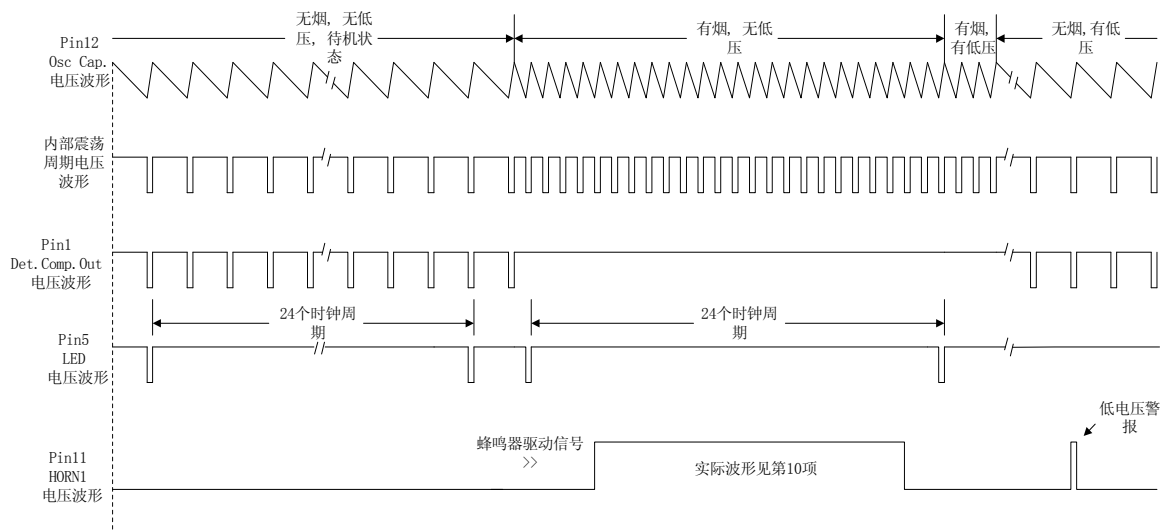 无烟, 无低
压, 待机状
态
有烟, 无低压
有烟,
有低压
无烟,有低
压
Pin12
Osc Cap.
电压波形
内部震荡
周期电压
波形
Pin1
Det.Comp.Out
电压波形
24个时钟周
期
24个时钟周
期
Pin5
LED
电压波形
低电压警
报
蜂鸣器驱动信号
>>
实际波形见第10项
Pin11
HORN1
电压波形